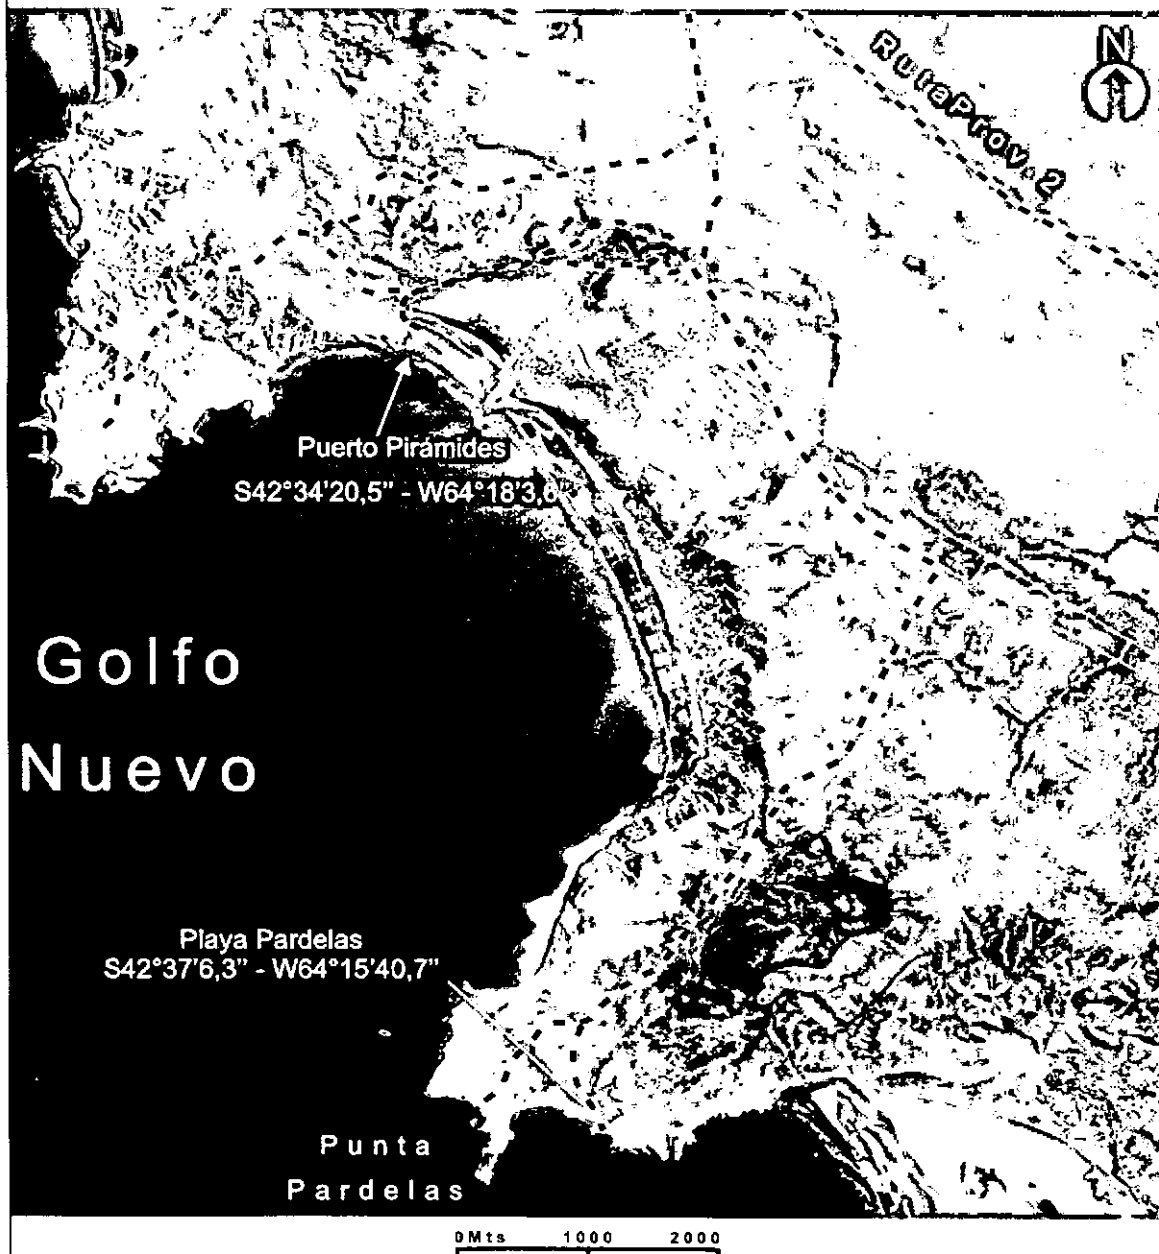 N
Ruta Prov. 2
Puerto Pirámides
S42°34'20,5" - W64°18'3,6"
Golfo
Nuevo
Playa Pardelas
S42°37'6,3" - W64°15'40,7"
Punta
Pardelas
0Mts 1000 2000